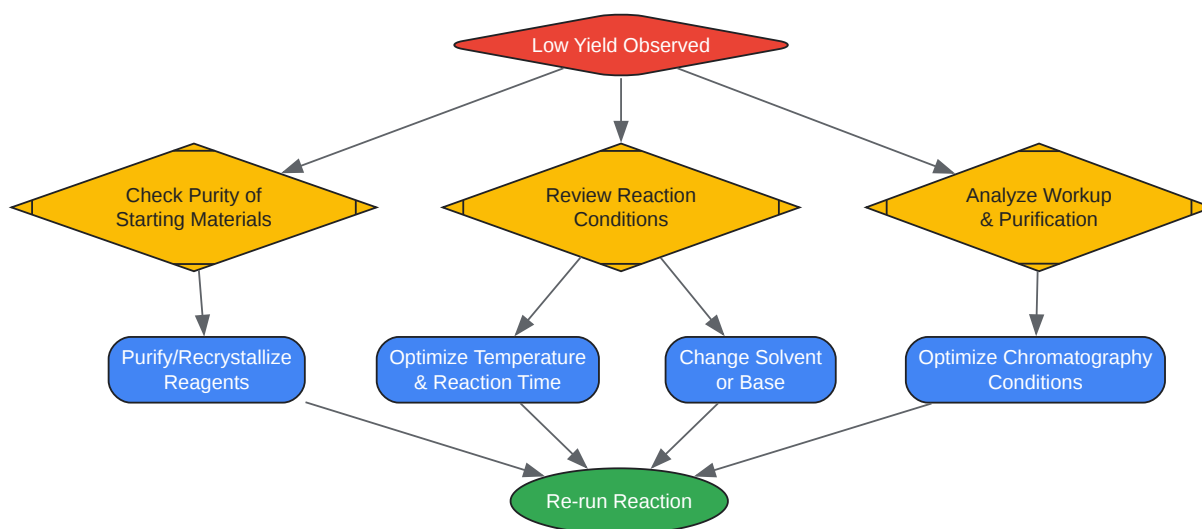 Low Yield Observed
Check Purity of
Starting Materials
Review Reaction
Conditions
Analyze Workup
& Purification
Purify/Recrystallize
Reagents
Optimize Temperature
& Reaction Time
Change Solvent
or Base
Optimize Chromatography
Conditions
Re-run Reaction